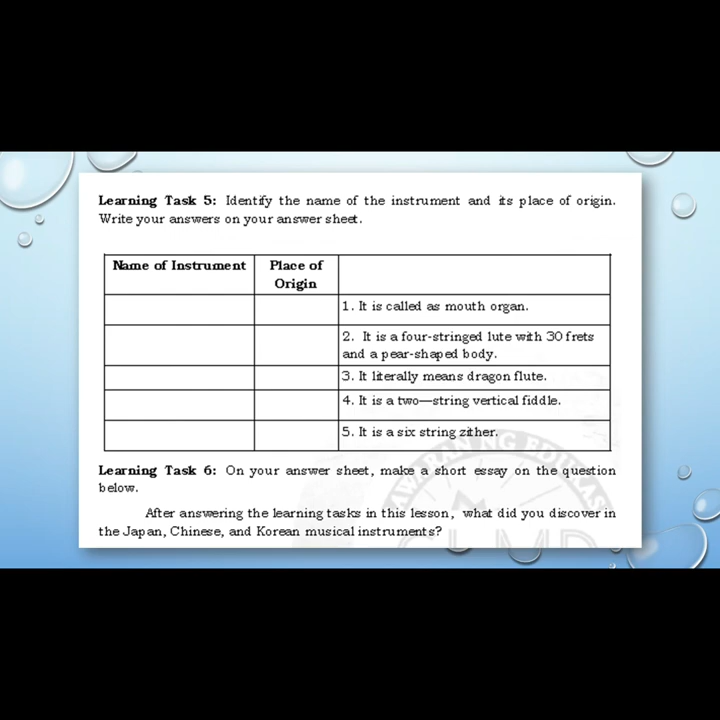 Learning Task 5: Identify the name of the instrument and its place of origin.
Write your answers on your answer sheet.
Name of Instrument
Place of
Origin
1. It is called as mouth organ.
2. It is a four-stringed lute with 30 frets
and a pear-shaped body.
3. It literally means dragon flute.
4. It is a two—string vertical fiddle.
5. It is a six string zither.
Learning Task 6: On your answer sheet, make a short essay on the question
below.
After answering the learning tasks in this lesson, what did you discover in
the Japan, Chinese, and Korean musical instruments?